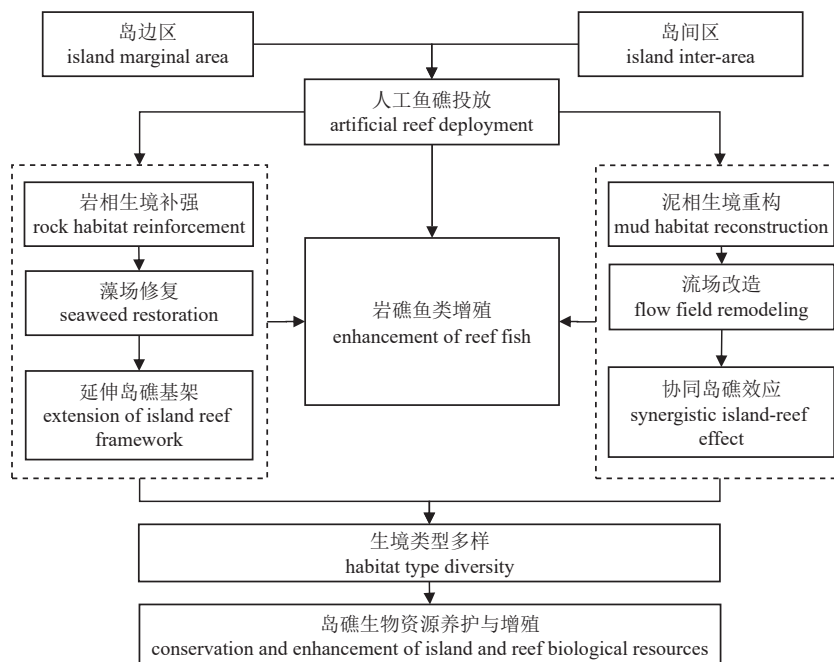 岛边区
island marginal area
岛间区
island inter-area
人工鱼礁投放
artificial reef deployment
岩相生境补强
rock habitat reinforcement
藻场修复
seaweed restoration
延伸岛礁基架
extension of island reef
framework
岩礁鱼类增殖
enhancement of reef fish
泥相生境重构
mud habitat reconstruction
流场改造
flow field remodeling
协同岛礁效应
synergistic island-reef
effect
生境类型多样
habitat type diversity
岛礁生物资源养护与增殖
conservation and enhancement of island and reef biological resources